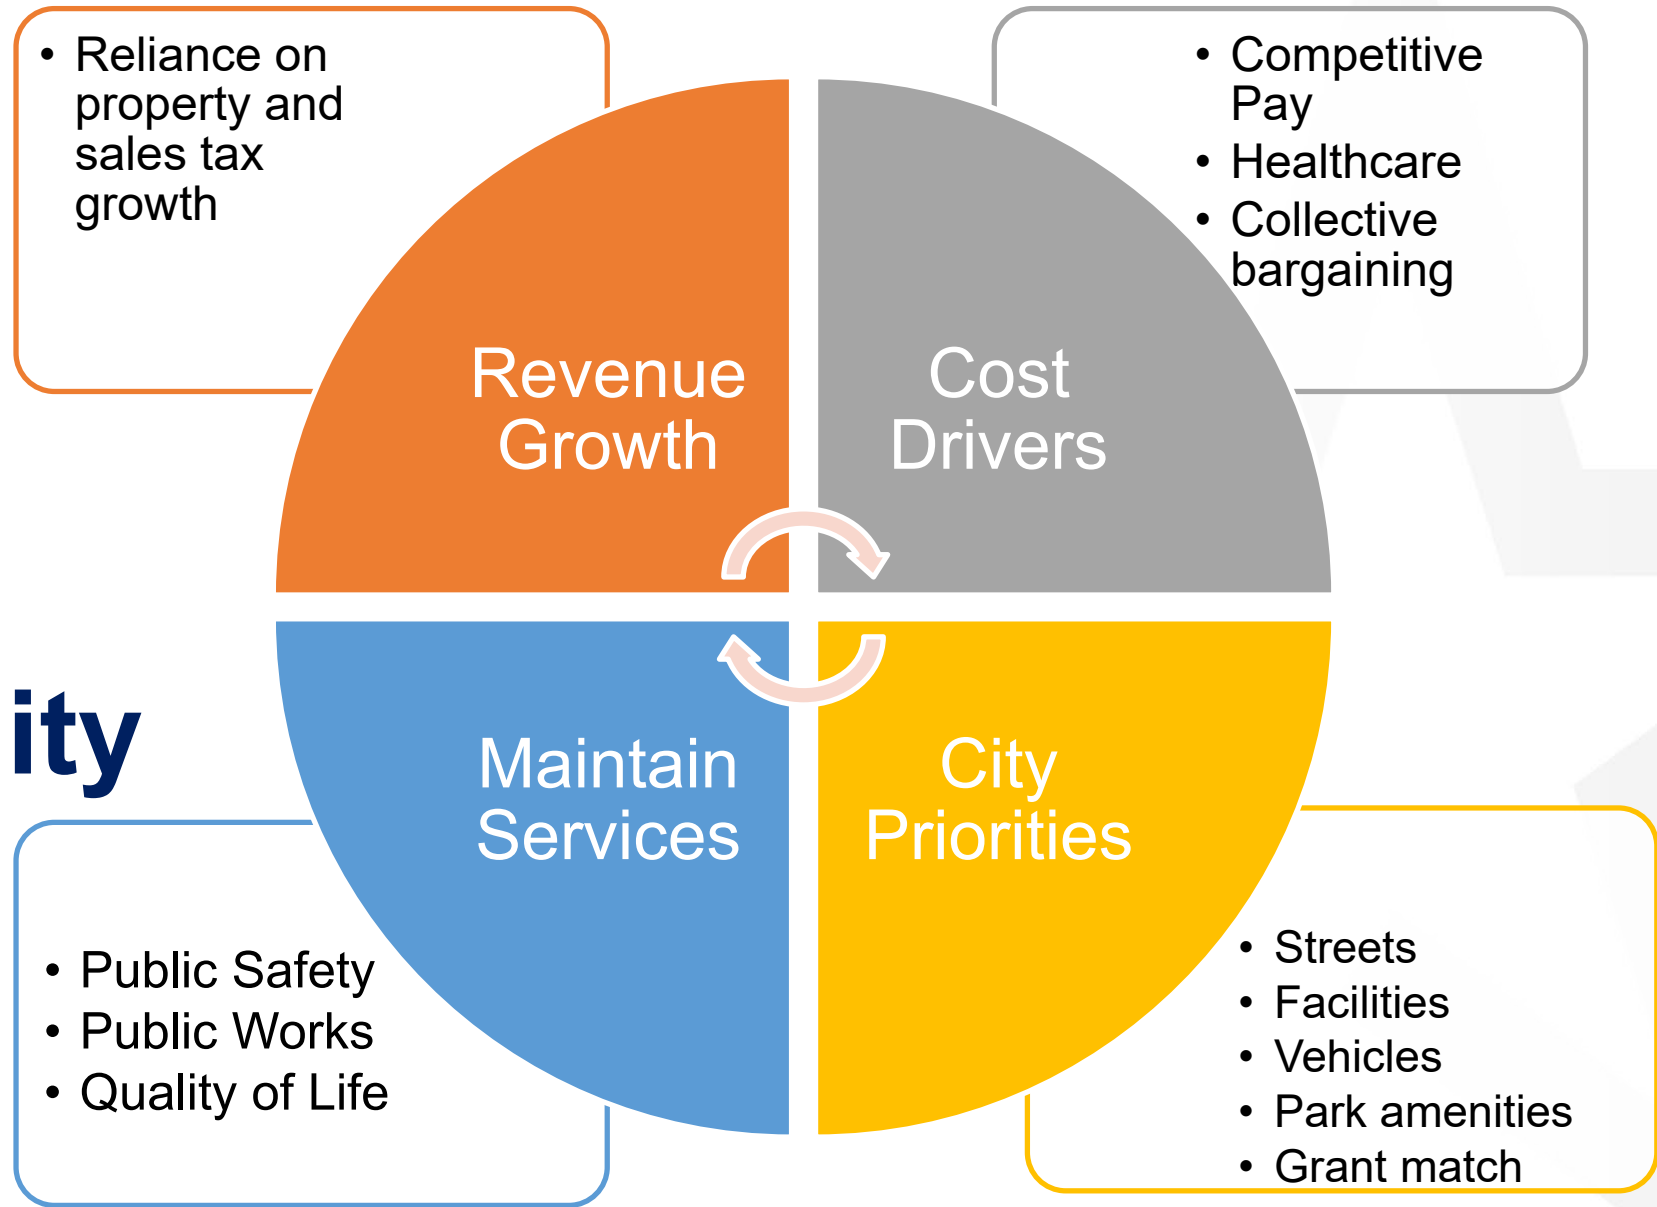 • Reliance on
property and
sales tax
growth
• Competitive
Pay
• Healthcare
• Collective
bargaining
Revenue
Growth
Cost
Drivers
ity
Maintain
Services
City
Priorities
• Public Safety
• Public Works
• Quality of Life
• Streets
• Facilities
• Vehicles
• Park amenities
• Grant match